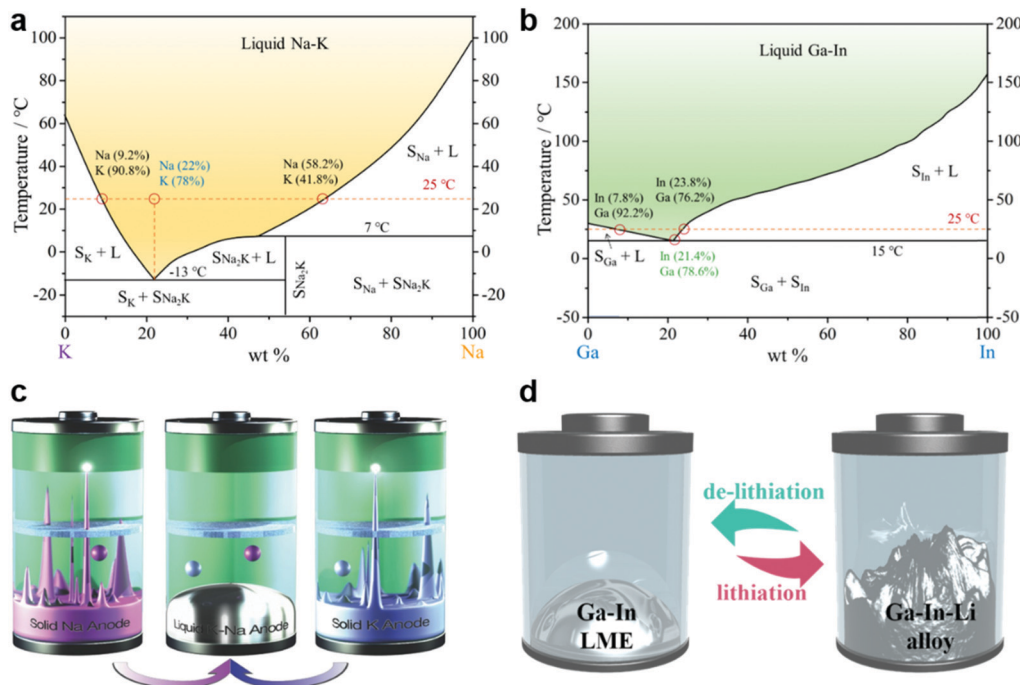 a
Liquid Na-K
Temperature / °C
100
80
60
40
20
0
-20
100
80
60
40
20
0
-20
Na (9.2%)
K (90.8%)
Na (22%)
K (78%)
Na (58.2%)
K (41.8%)
S_Na + L
25 °C
7 °C
S_K + L
-13 °C
S_Na₂K + L
S_Na₂K
S_K + S_Na₂K
S_Na + S_Na₂K
0
20
40
60
80
100
K
wt %
Na
b
Liquid Ga-In
Temperature / °C
200
150
100
50
0
-50
200
150
100
50
0
-50
In (7.8%)
Ga (92.2%)
In (23.8%)
Ga (76.2%)
S_In + L
25 °C
15 °C
S_Ga + L
In (21.4%)
Ga (78.6%)
S_Ga + S_In
0
20
40
60
80
100
Ga
wt %
In
c
Solid Na Anode
Liquid K-Na Anode
Solid K Anode
d
de-lithiation
lithiation
Ga-In
LME
Ga-In-Li
alloy